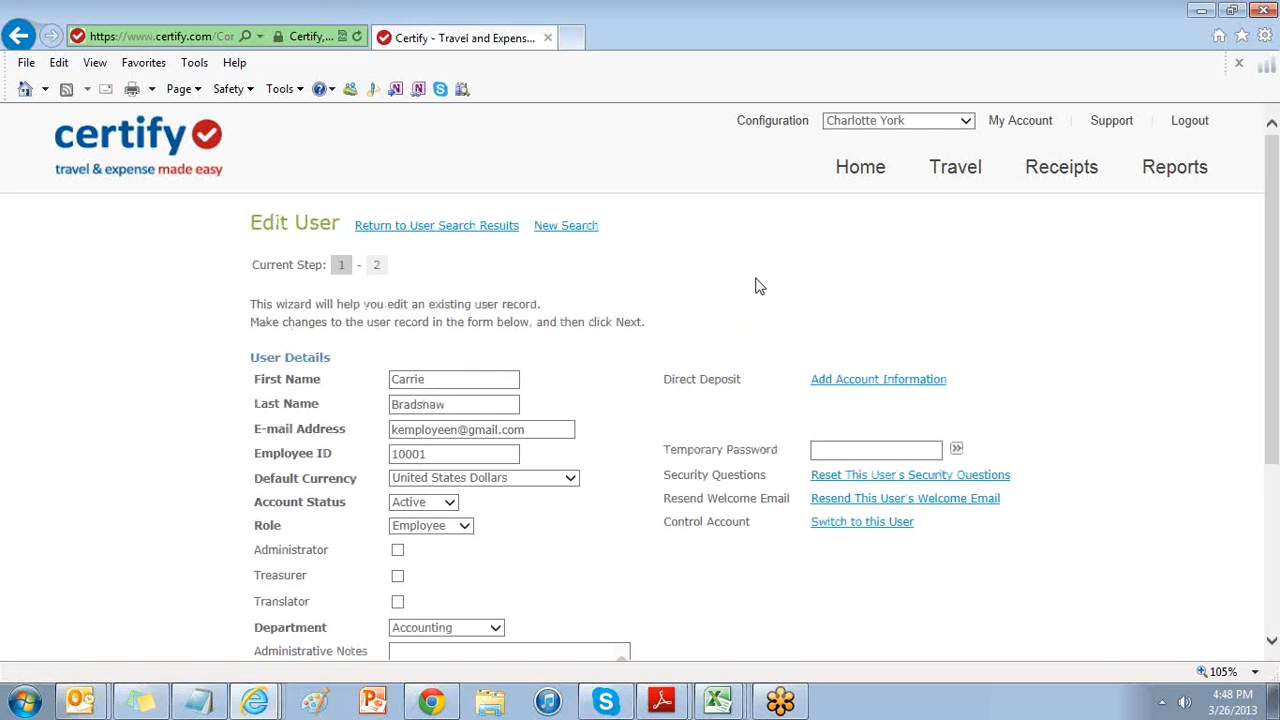 https://www.certify.com/Cor
Certify,...
Certify - Travel and Expens...
File Edit View Favorites Tools Help
Page Safety Tools
certify
travel & expense made easy
Configuration Charlotte York My Account Support Logout
Home Travel Receipts Reports
Edit User Return to User Search Results New Search
Current Step: 1 - 2
This wizard will help you edit an existing user record.
Make changes to the user record in the form below, and then click Next.
User Details
First Name Carrie Direct Deposit Add Account Information
Last Name Bradshaw
E-mail Address kemployeen@gmail.com
Employee ID 10001 Temporary Password
Default Currency United States Dollars Security Questions Reset This User's Security Questions
Account Status Active Resend Welcome Email Resend This User's Welcome Email
Role Employee Control Account Switch to this User
Administrator
Treasurer
Translator
Department Accounting
Administrative Notes
105%
4:48 PM
3/26/2013